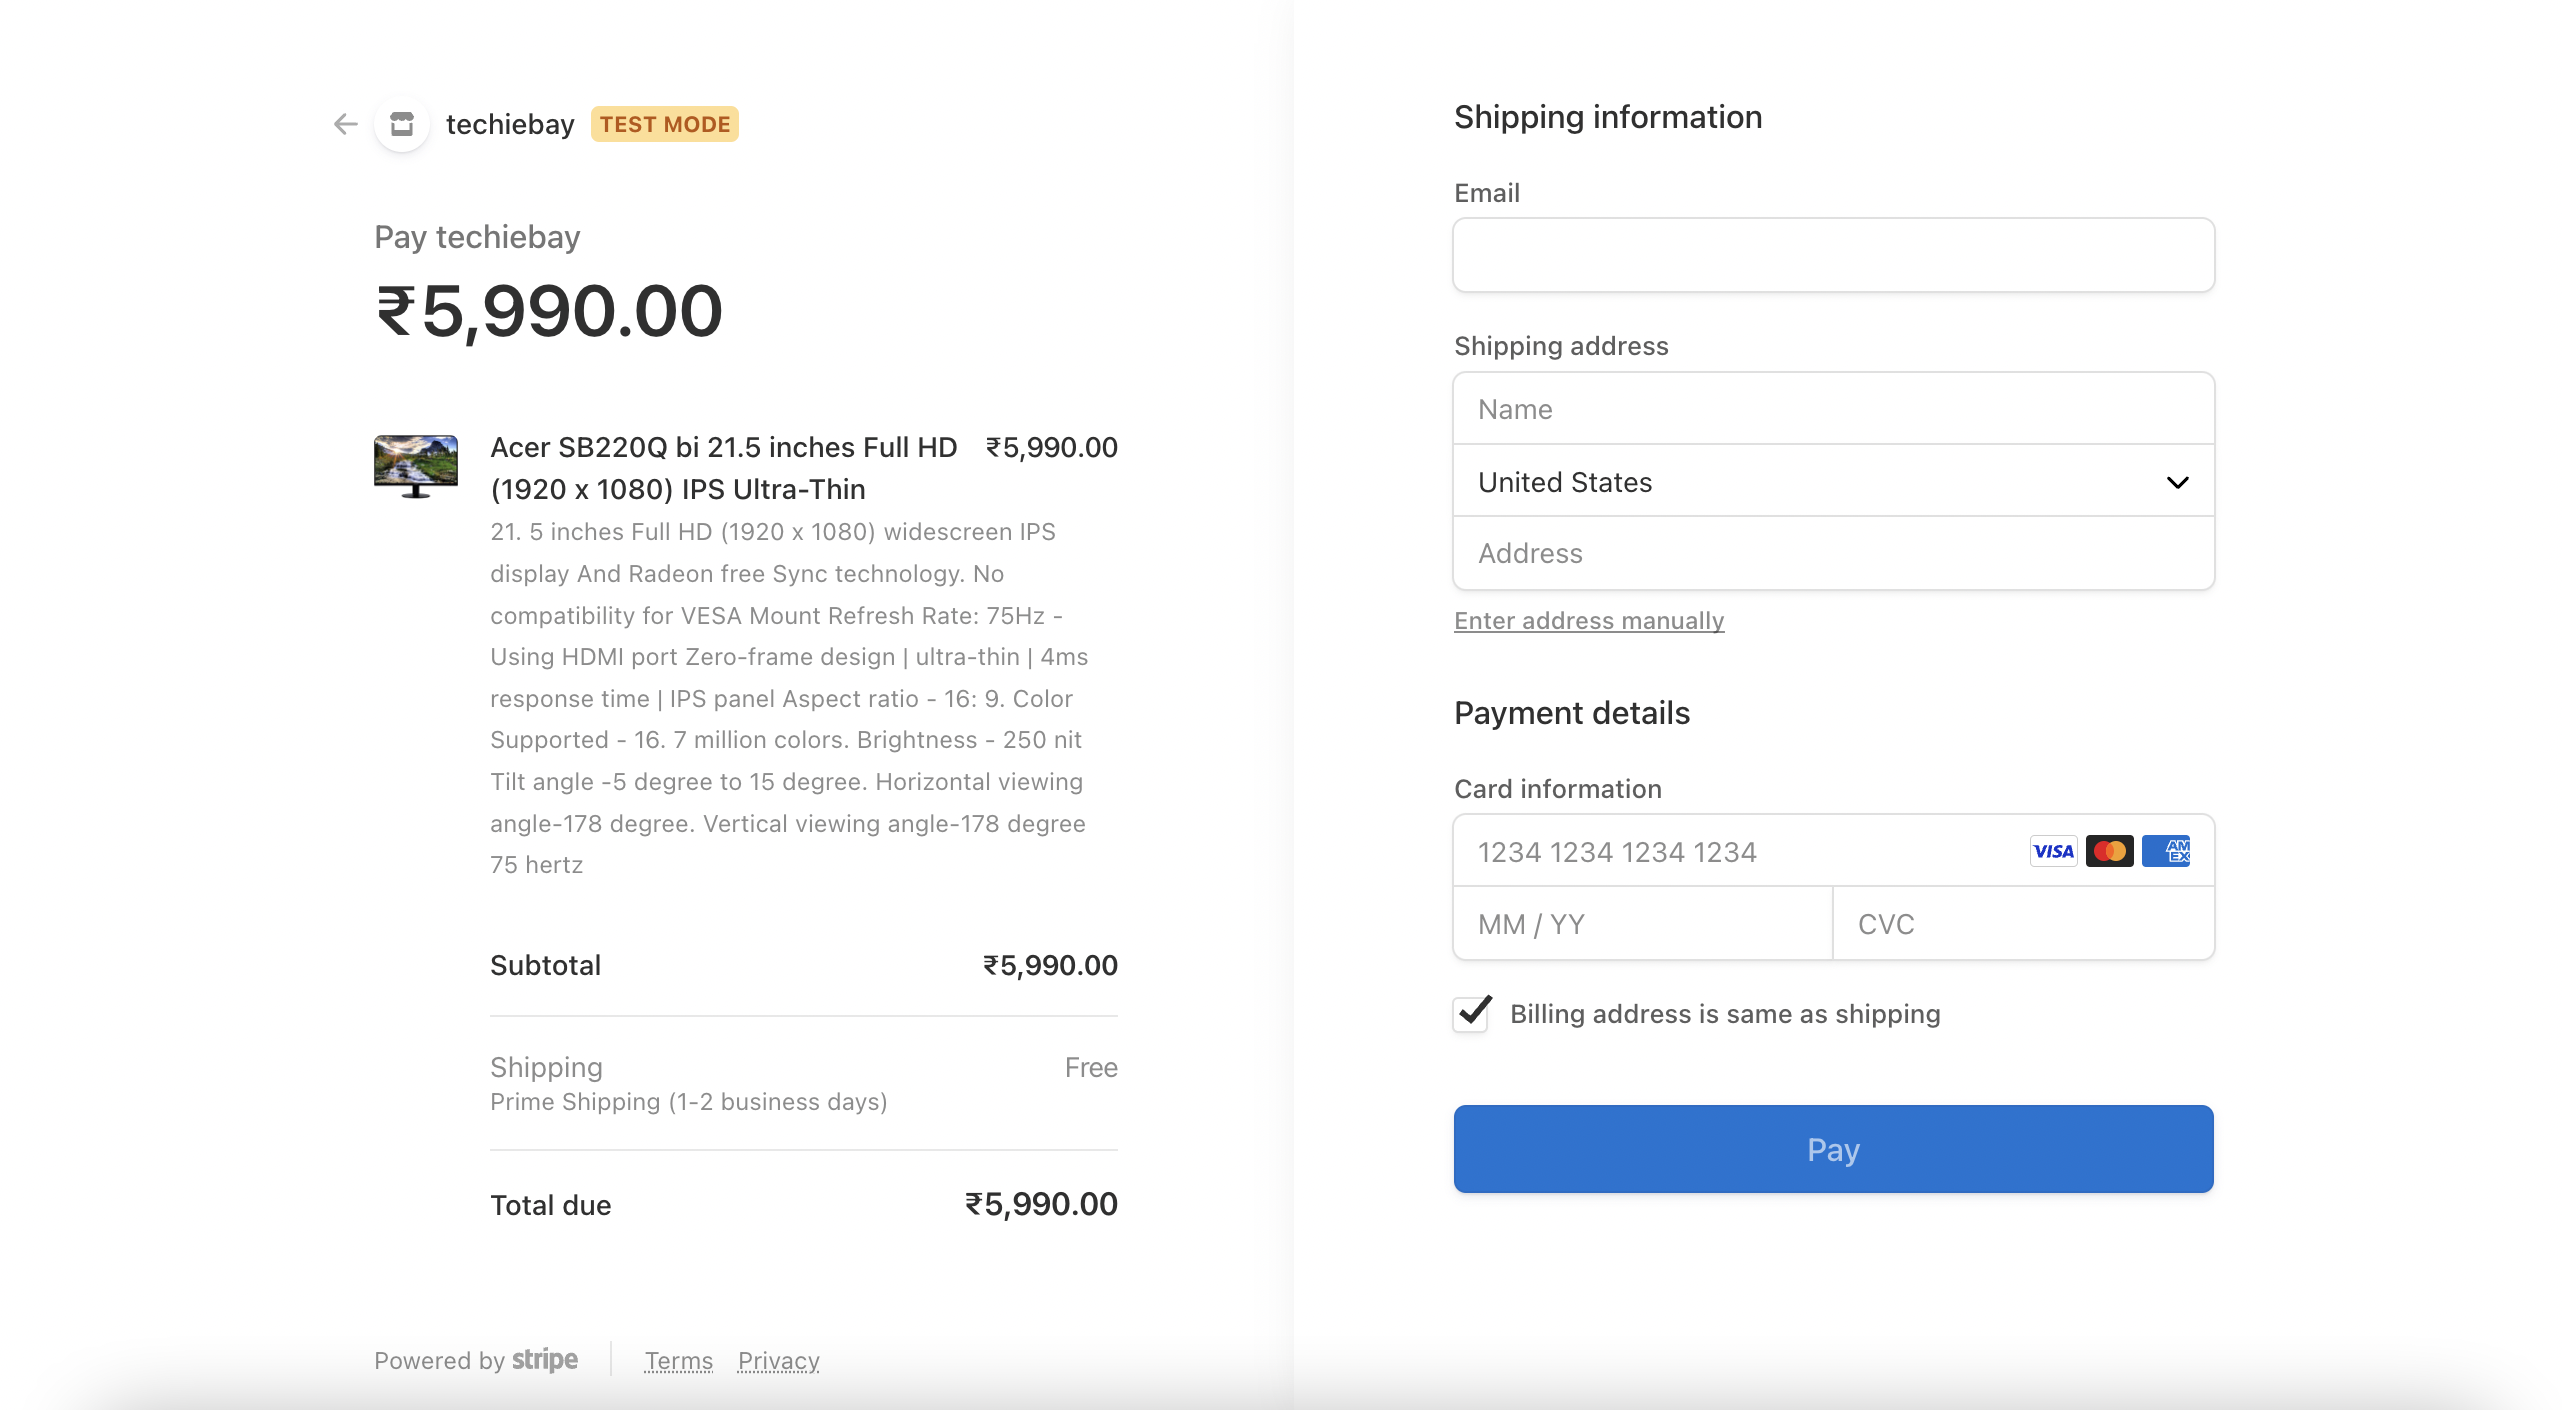 techiebay TEST MODE
Pay techiebay
₹5,990.00
Acer SB220Q bi 21.5 inches Full HD ₹5,990.00
(1920 x 1080) IPS Ultra-Thin
21. 5 inches Full HD (1920 x 1080) widescreen IPS
display And Radeon free Sync technology. No
compatibility for VESA Mount Refresh Rate: 75Hz -
Using HDMI port Zero-frame design | ultra-thin | 4ms
response time | IPS panel Aspect ratio - 16: 9. Color
Supported - 16. 7 million colors. Brightness - 250 nit
Tilt angle -5 degree to 15 degree. Horizontal viewing
angle-178 degree. Vertical viewing angle-178 degree
75 hertz
Subtotal ₹5,990.00
Shipping Free
Prime Shipping (1-2 business days)
Total due ₹5,990.00
Powered by stripe Terms Privacy
Shipping information
Email
Shipping address
Name
United States
Address
Enter address manually
Payment details
Card information
1234 1234 1234 1234 VISA AM EX
MM / YY CVC
Billing address is same as shipping
Pay